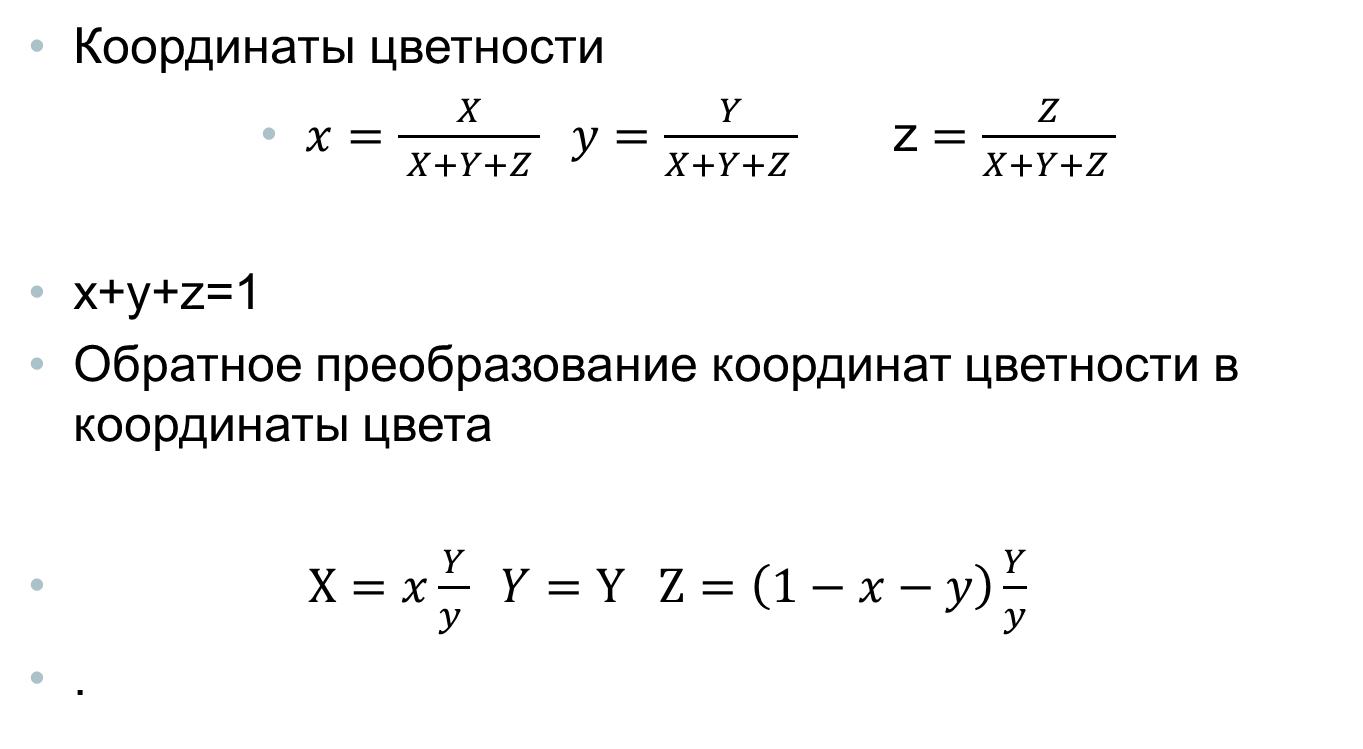 • Координаты цветности
• x = X/(X+Y+Z) y = Y/(X+Y+Z) z = Z/(X+Y+Z)
• x+y+z=1
• Обратное преобразование координат цветности в
координаты цвета
• X = x Y/y Y = Y Z = (1 − x − y) Y/y
• .